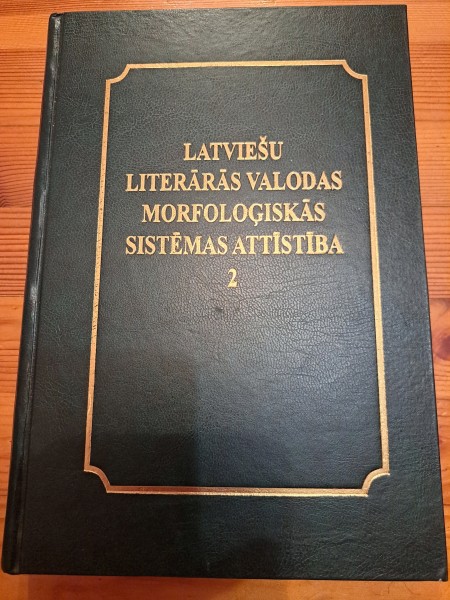 LATVIEŠU
LITERĀRĀS VALODAS
MORFOLOĢISKĀS
SISTĒMAS ATTĪSTĪBA
2